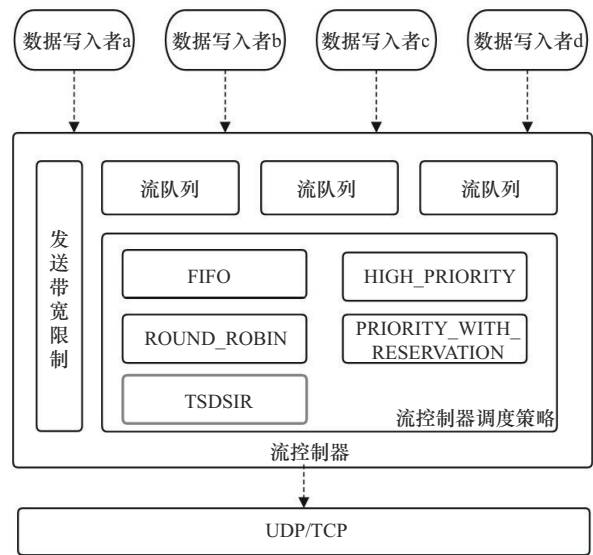 数据写入者a
数据写入者b
数据写入者c
数据写入者d
发送带宽限制
流队列
流队列
流队列
FIFO
HIGH_PRIORITY
ROUND_ROBIN
PRIORITY_WITH_
RESERVATION
TSDSIR
流控制器调度策略
流控制器
UDP/TCP